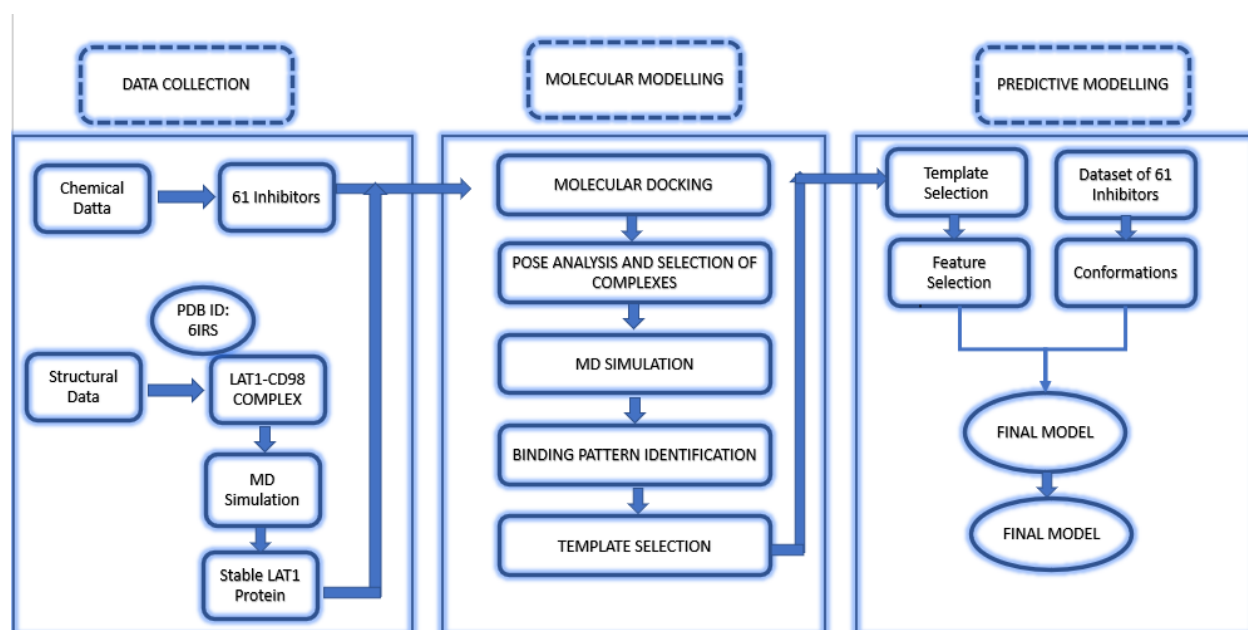 DATA COLLECTION
MOLECULAR MODELLING
PREDICTIVE MODELLING
Chemical
Datta
61 Inhibitors
PDB ID:
6IRS
Structural
Data
LAT1-CD98
COMPLEX
MD
Simulation
Stable LAT1
Protein
MOLECULAR DOCKING
POSE ANALYSIS AND SELECTION OF
COMPLEXES
MD SIMULATION
BINDING PATTERN IDENTIFICATION
TEMPLATE SELECTION
Template
Selection
Dataset of 61
Inhibitors
Feature
Selection
Conformations
FINAL MODEL
FINAL MODEL